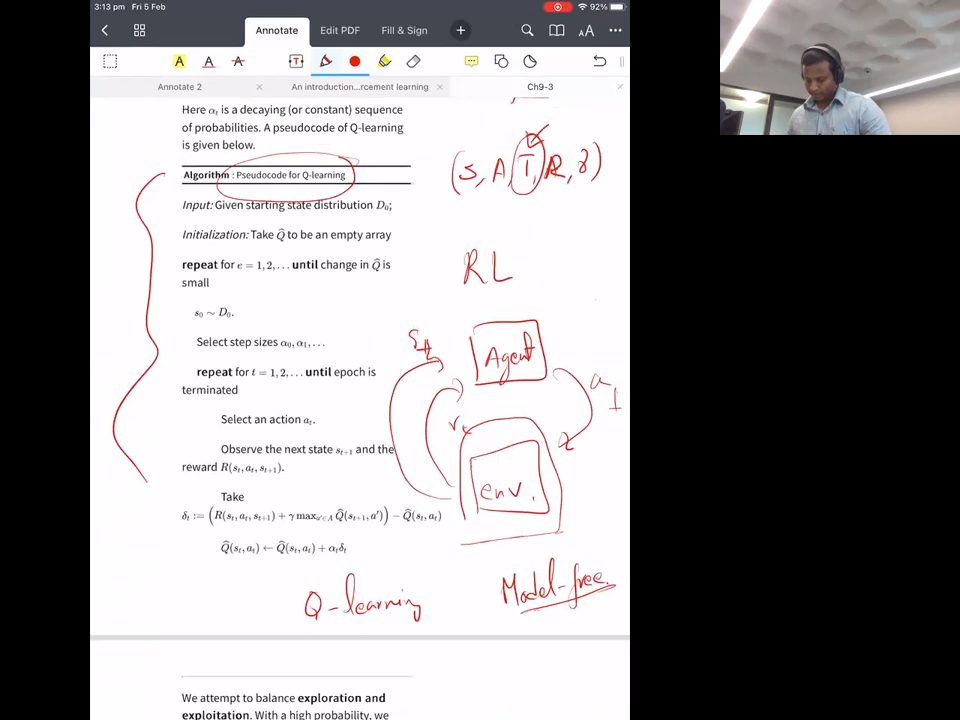 3:13 pm Fri 5 Feb
92%
Annotate
Edit PDF
Fill & Sign
Annotate 2
An introduction...rcement learning
Ch9-3
Here αt is a decaying (or constant) sequence
of probabilities. A pseudocode of Q-learning
is given below.
Algorithm : Pseudocode for Q-learning
Input: Given starting state distribution D0;
Initialization: Take Q̂ to be an empty array
repeat for e = 1, 2, … until change in Q̂ is
small
s0 ∼ D0.
Select step sizes α0, α1, …
repeat for t = 1, 2, … until epoch is
terminated
Select an action at.
Observe the next state st+1 and the
reward R(st, at, st+1).
Take
δt := (R(st, at, st+1) + γ maxa′∈A Q̂(st+1, a′)) − Q̂(st, at)
Q̂(st, at) ← Q̂(st, at) + αtδt
(S, A, T, R, γ)
RL
Agent
env.
Q-learning
Model-free.
We attempt to balance exploration and
exploitation. With a high probability, we